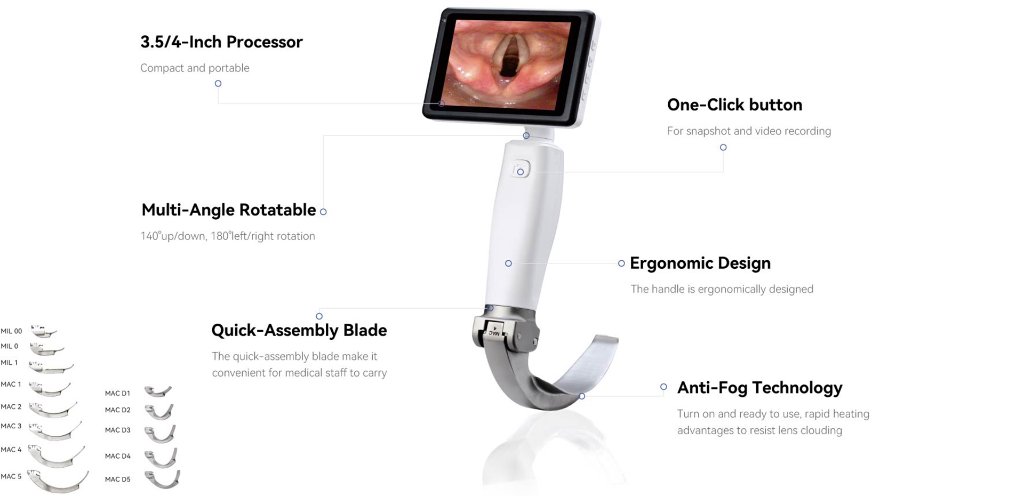 3.5/4-Inch Processor
Compact and portable
One-Click button
For snapshot and video recording
Multi-Angle Rotatable
140°up/down, 180°left/right rotation
Ergonomic Design
The handle is ergonomically designed
Quick-Assembly Blade
The quick-assembly blade make it
convenient for medical staff to carry
Anti-Fog Technology
Turn on and ready to use, rapid heating
advantages to resist lens clouding
MIL 00
MIL 0
MIL 1
MAC 1
MAC 2
MAC 3
MAC 4
MAC 5
MAC D1
MAC D2
MAC D3
MAC D4
MAC D5